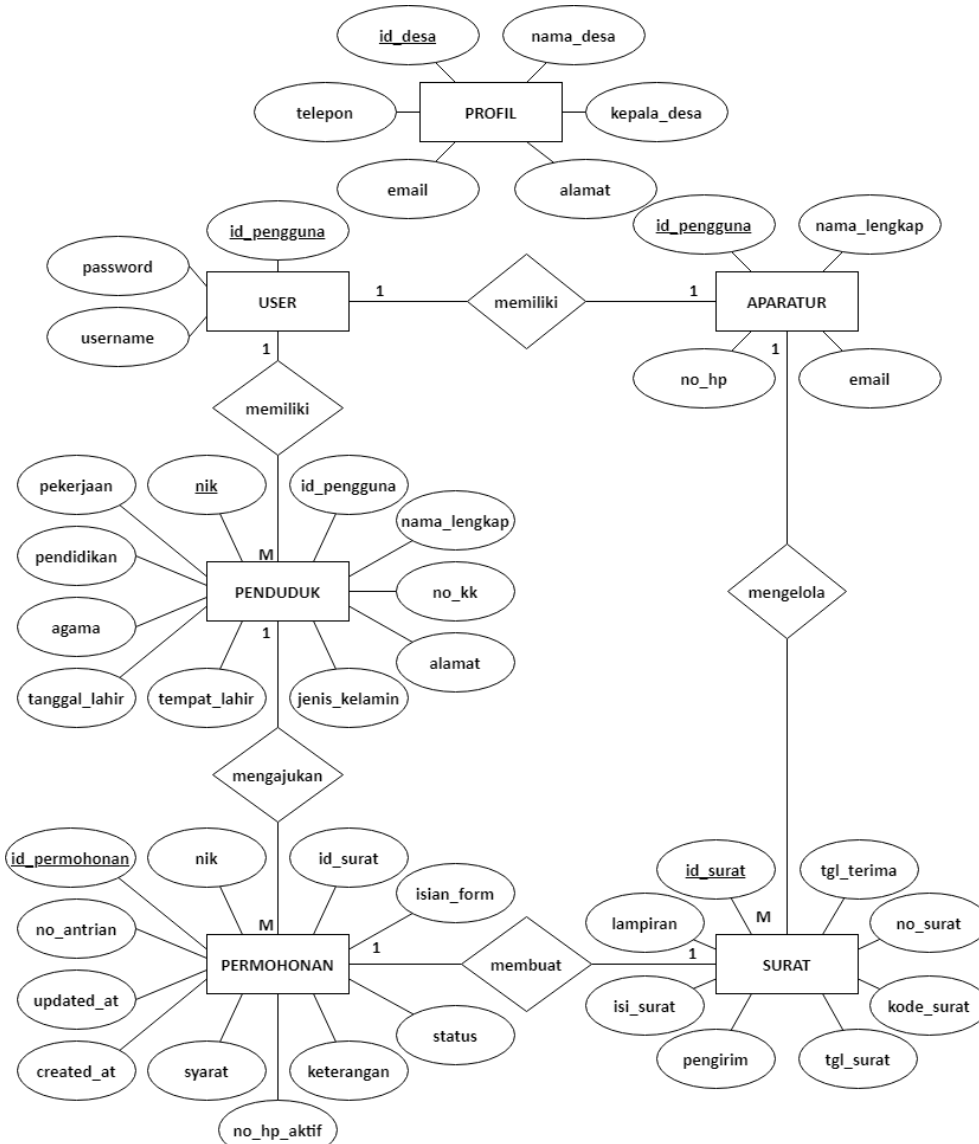 id_desa
nama_desa
telepon
PROFIL
kepala_desa
email
alamat
id_pengguna
id_pengguna
nama_lengkap
password
USER
1
memiliki
1
APARATUR
username
1
1
no_hp
email
memiliki
pekerjaan
nik
id_pengguna
nama_lengkap
pendidikan
M
PENDUDUK
no_kk
mengelola
agama
1
alamat
tanggal_lahir
tempat_lahir
jenis_kelamin
mengajukan
id_permohonan
nik
id_surat
id_surat
tgl_terima
isian_form
no_antrian
lampiran
no_surat
M
M
1
1
PERMOHONAN
membuat
SURAT
updated_at
isi_surat
kode_surat
status
created_at
syarat
keterangan
pengirim
tgl_surat
no_hp_aktif